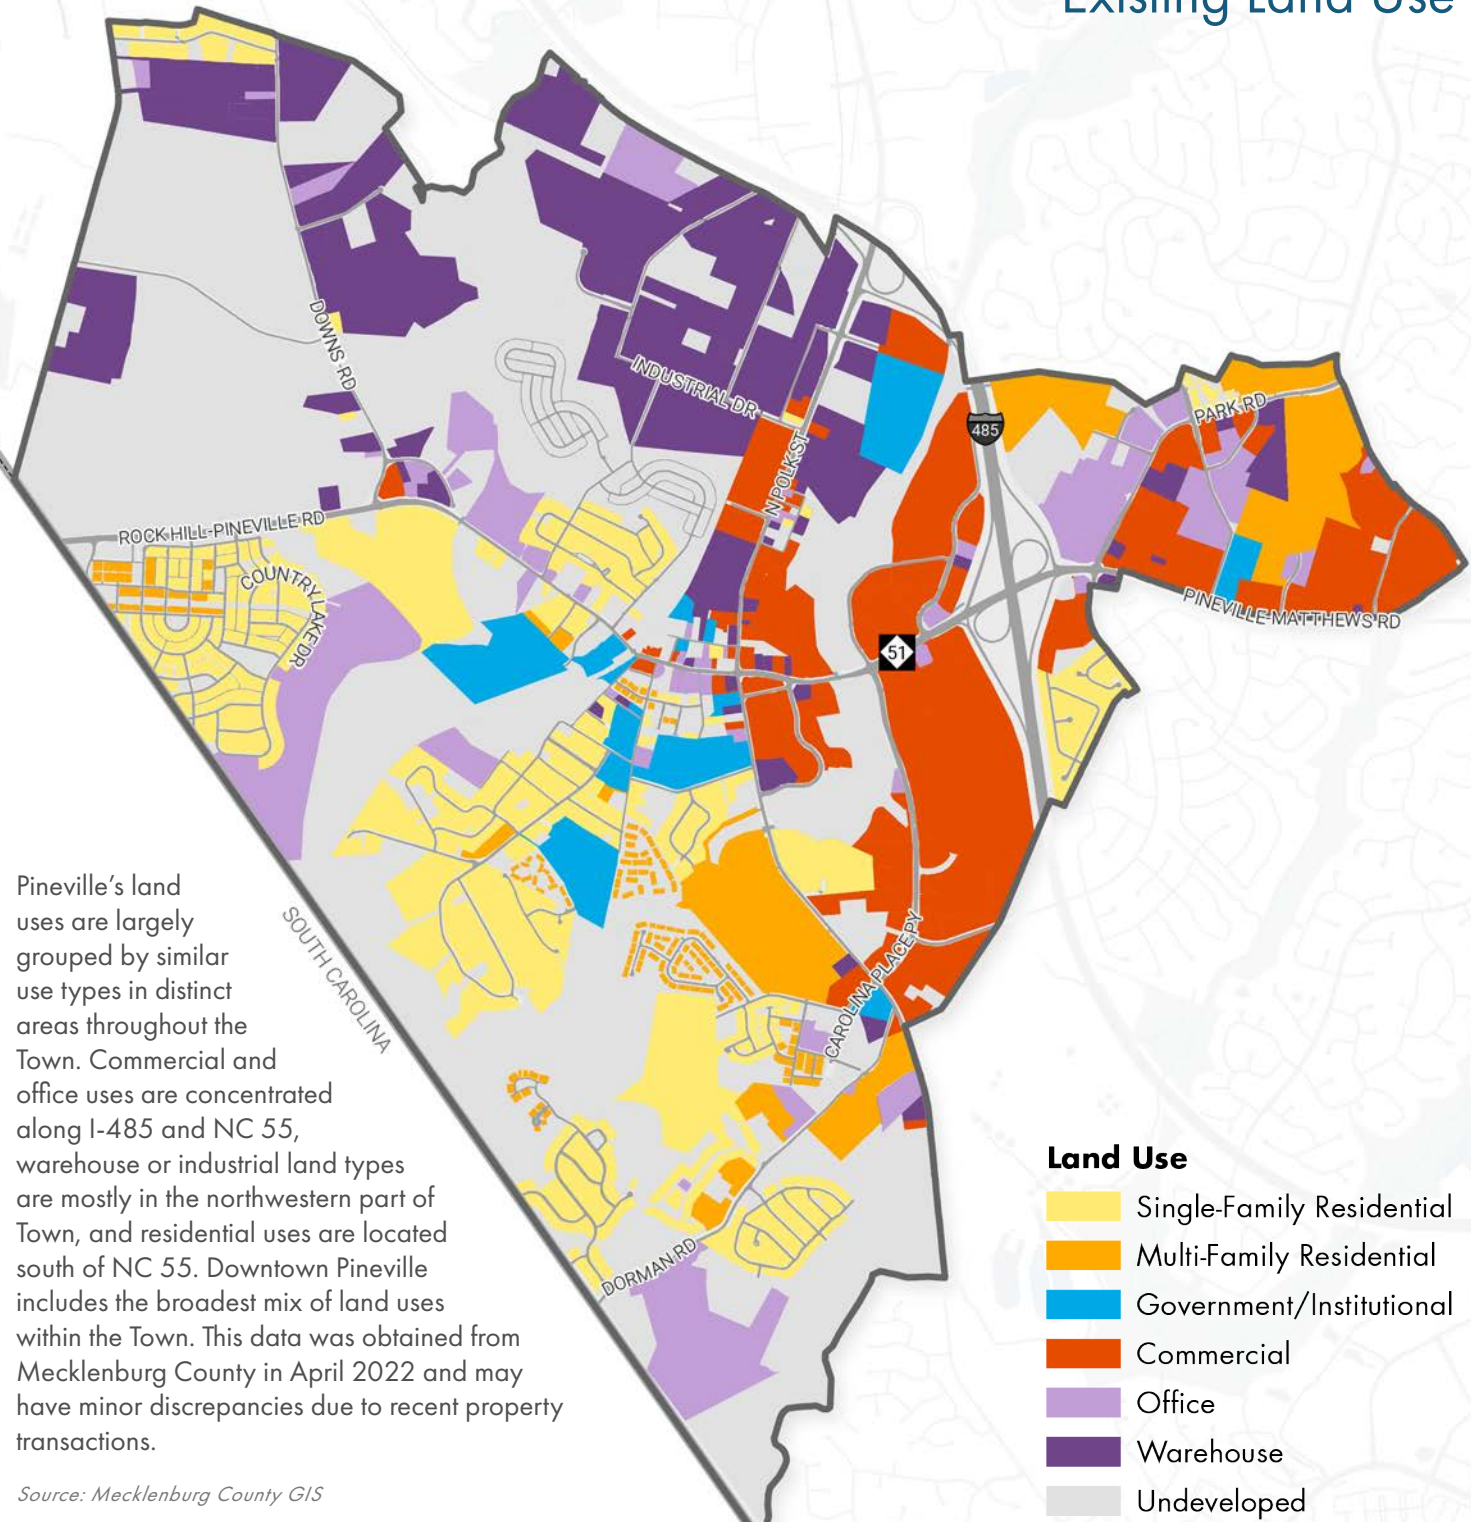 Existing Land Use
DOWNS RD
INDUSTRIAL DR
N POLK ST
485
PARK RD
ROCK HILL-PINEVILLE RD
COUNTRY LAKE DR
PINEVILLE-MATTHEWS RD
51
CAROLINA PLACE PY
SOUTH CAROLINA
DORMAN RD
Pineville’s land
uses are largely
grouped by similar
use types in distinct
areas throughout the
Town. Commercial and
office uses are concentrated
along I-485 and NC 55,
warehouse or industrial land types
are mostly in the northwestern part of
Town, and residential uses are located
south of NC 55. Downtown Pineville
includes the broadest mix of land uses
within the Town. This data was obtained from
Mecklenburg County in April 2022 and may
have minor discrepancies due to recent property
transactions.
Source: Mecklenburg County GIS
Land Use
Single-Family Residential
Multi-Family Residential
Government/Institutional
Commercial
Office
Warehouse
Undeveloped